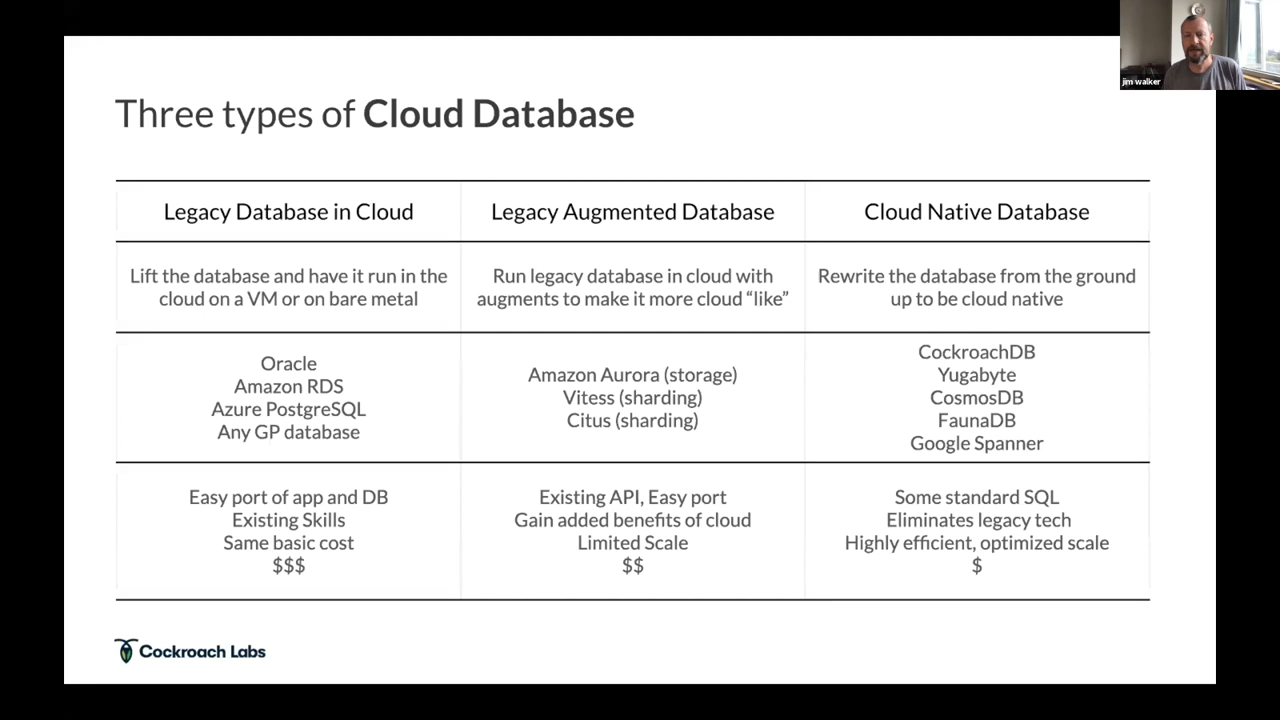 jim walker
Three types of Cloud Database
Legacy Database in Cloud
Legacy Augmented Database
Cloud Native Database
Lift the database and have it run in the
cloud on a VM or on bare metal
Run legacy database in cloud with
augments to make it more cloud “like”
Rewrite the database from the ground
up to be cloud native
Oracle
Amazon RDS
Azure PostgreSQL
Any GP database
Amazon Aurora (storage)
Vitess (sharding)
Citus (sharding)
CockroachDB
Yugabyte
CosmosDB
FaunaDB
Google Spanner
Easy port of app and DB
Existing Skills
Same basic cost
$$$
Existing API, Easy port
Gain added benefits of cloud
Limited Scale
$$
Some standard SQL
Eliminates legacy tech
Highly efficient, optimized scale
$
Cockroach Labs